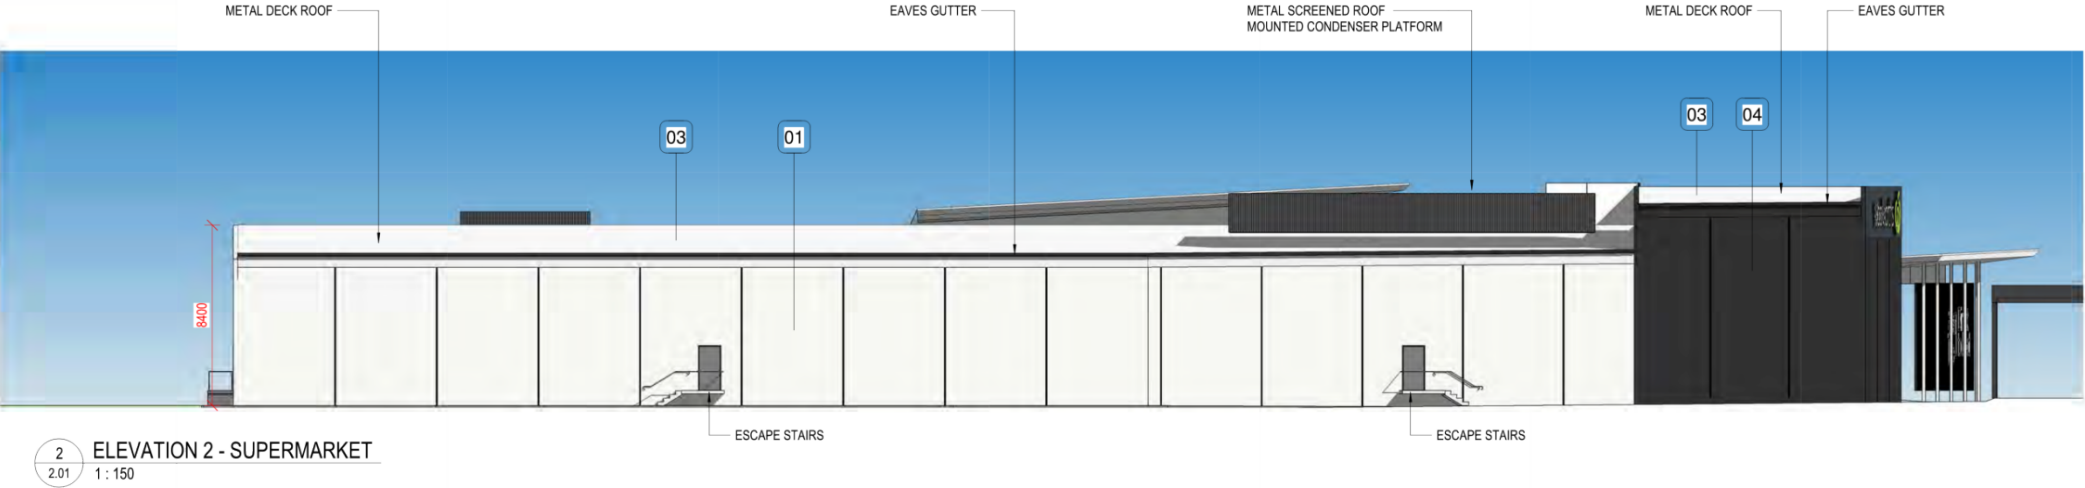 METAL DECK ROOF
EAVES GUTTER
METAL SCREENED ROOF
MOUNTED CONDENSER PLATFORM
METAL DECK ROOF
EAVES GUTTER
03
01
03
04
8400
ESCAPE STAIRS
ESCAPE STAIRS
2
2.01
ELEVATION 2 - SUPERMARKET
1 : 150